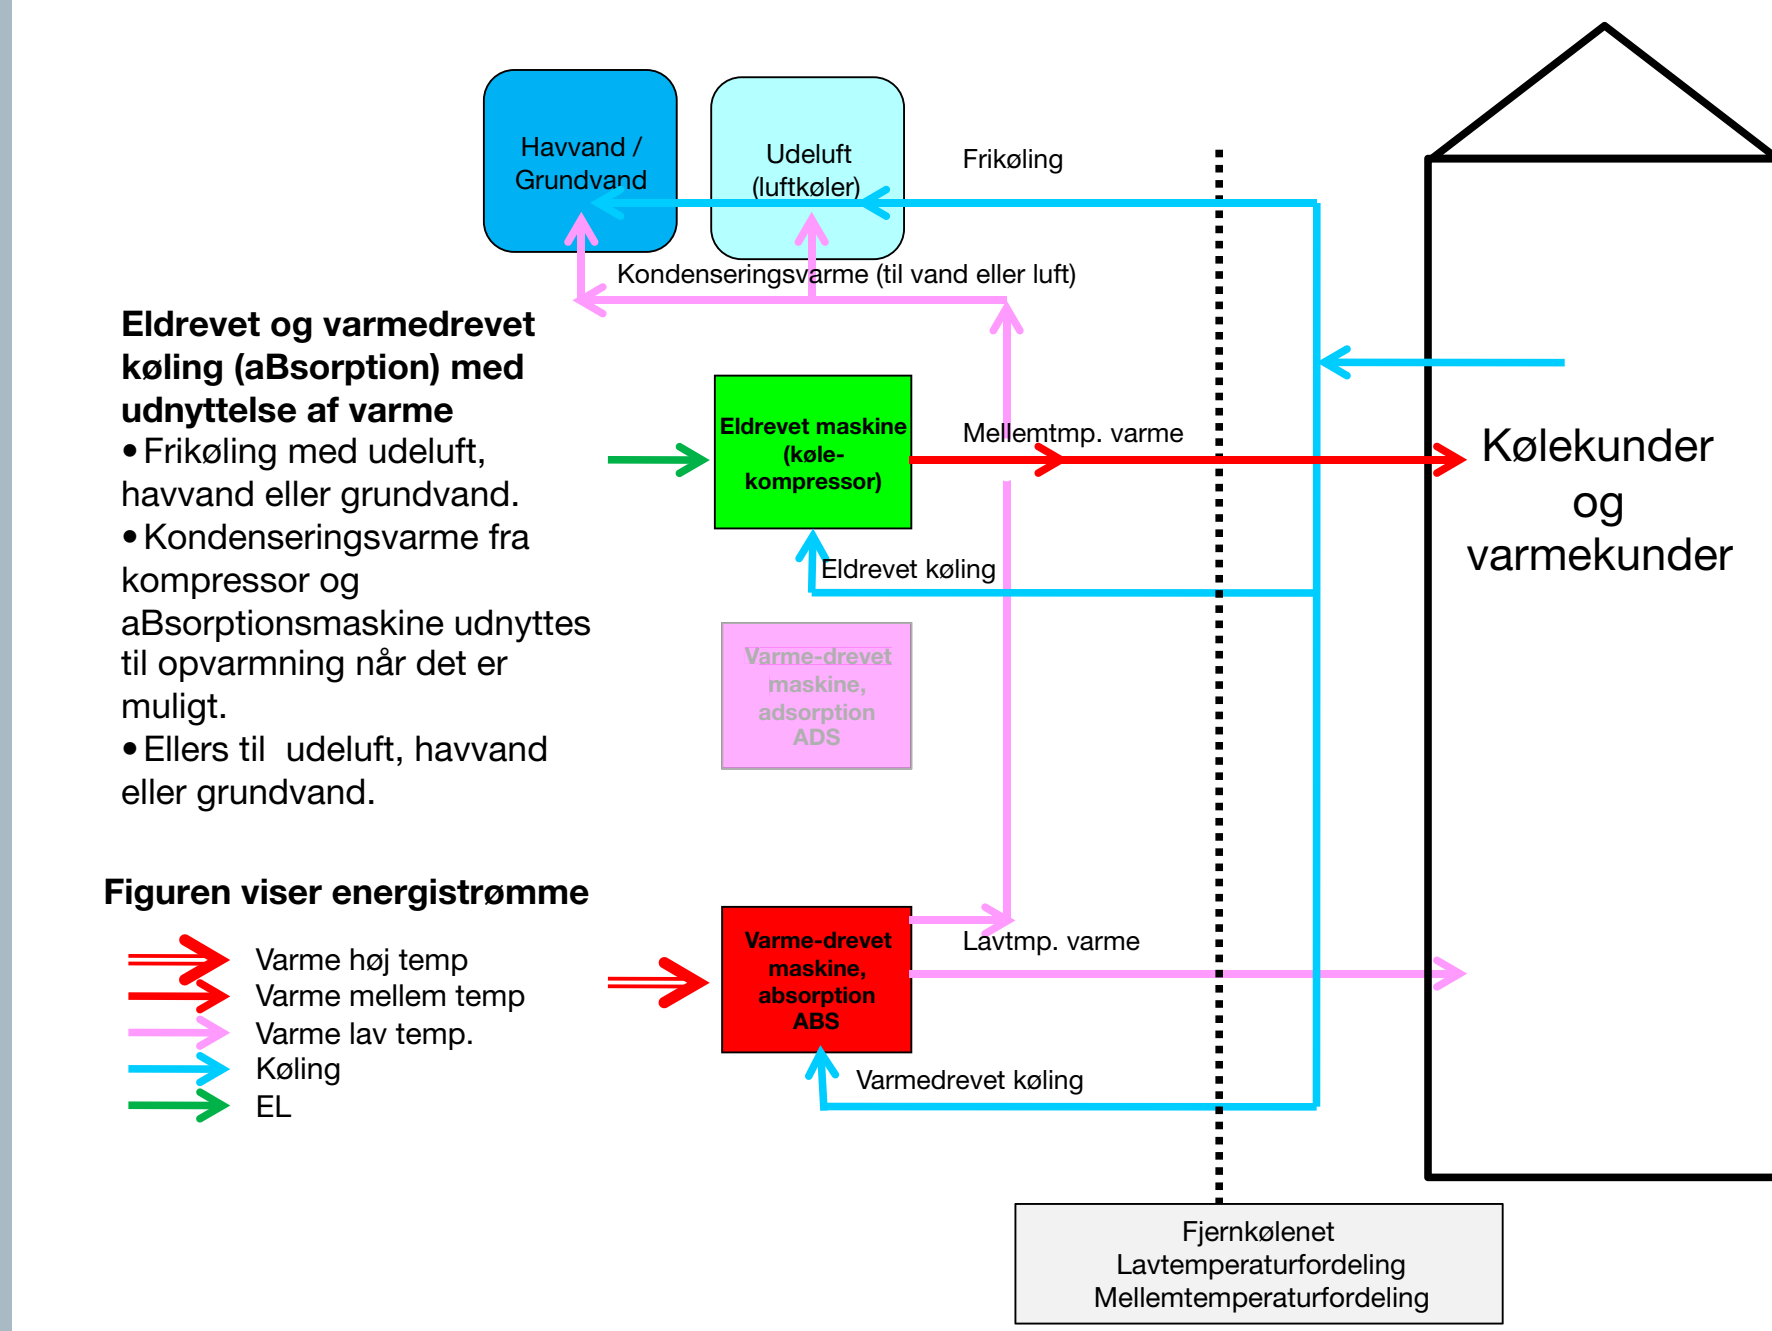 Havvand /
Grundvand
Udeluft
(luftkøler)
Frikøling
Kondenseringsvarme (til vand eller luft)
Eldrevet og varmedrevet
køling (aBsorption) med
udnyttelse af varme
•Frikøling med udeluft,
havvand eller grundvand.
•Kondenseringsvarme fra
kompressor og
aBsorptionsmaskine udnyttes
til opvarmning når det er
muligt.
•Ellers til  udeluft, havvand
eller grundvand.
Eldrevet maskine
(køle-
kompressor)
Mellemtmp. varme
Kølekunder
og
varmekunder
Eldrevet køling
Varme-drevet
maskine,
adsorption
ADS
Figuren viser energistrømme
Varme høj temp
Varme mellem temp
Varme lav temp.
Køling
EL
Varme-drevet
maskine,
absorption
ABS
Lavtmp. varme
Varmedrevet køling
Fjernkølenet
Lavtemperaturfordeling
Mellemtemperaturfordeling